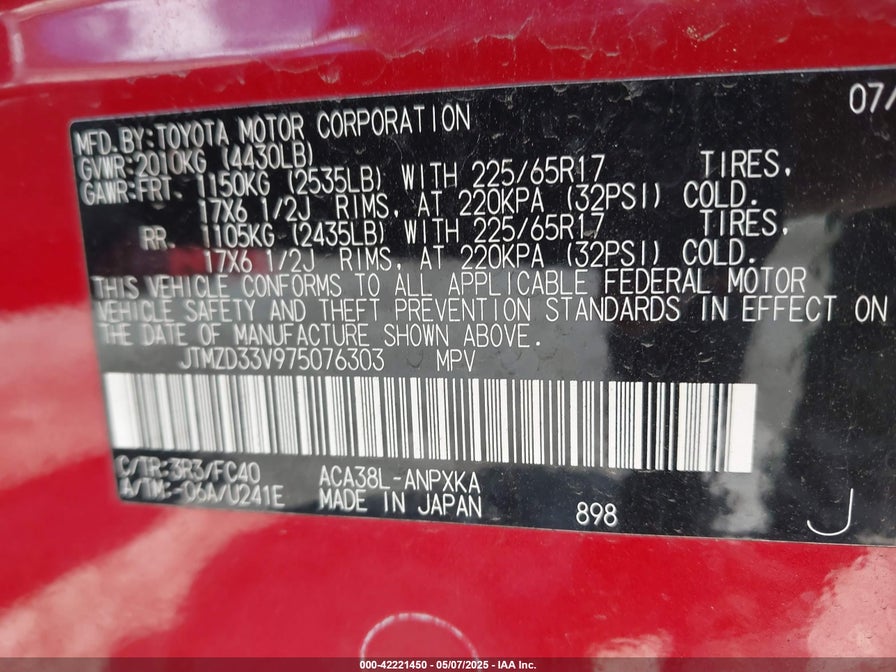 07/
MFD.BY:TOYOTA MOTOR CORPORATION
GVWR:2010KG (4430LB)
GAWR:FRT. 1150KG (2535LB) WITH 225/65R17 TIRES,
17X6 1/2J RIMS, AT 220KPA (32PSI) COLD.
RR. 1105KG (2435LB) WITH 225/65R17 TIRES,
17X6 1/2J RIMS, AT 220KPA (32PSI) COLD.
THIS VEHICLE CONFORMS TO ALL APPLICABLE FEDERAL MOTOR
VEHICLE SAFETY AND THEFT PREVENTION STANDARDS IN EFFECT ON
THE DATE OF MANUFACTURE SHOWN ABOVE.
JTMZD33V975076303 MPV
C/TR:3R3/FC40 ACA38L-ANPXKA
A/TM:-06A/U241E MADE IN JAPAN 898
J
000-42221450 - 05/07/2025 - IAA Inc.